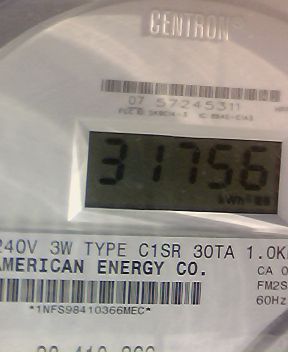 CENTRON®
07 57245311
31756
kWh
240V 3W TYPE C1SR 30TA 1.0K
AMERICAN ENERGY CO.
CA 0
FM2S
60Hz
*1NFS98410366MEC*